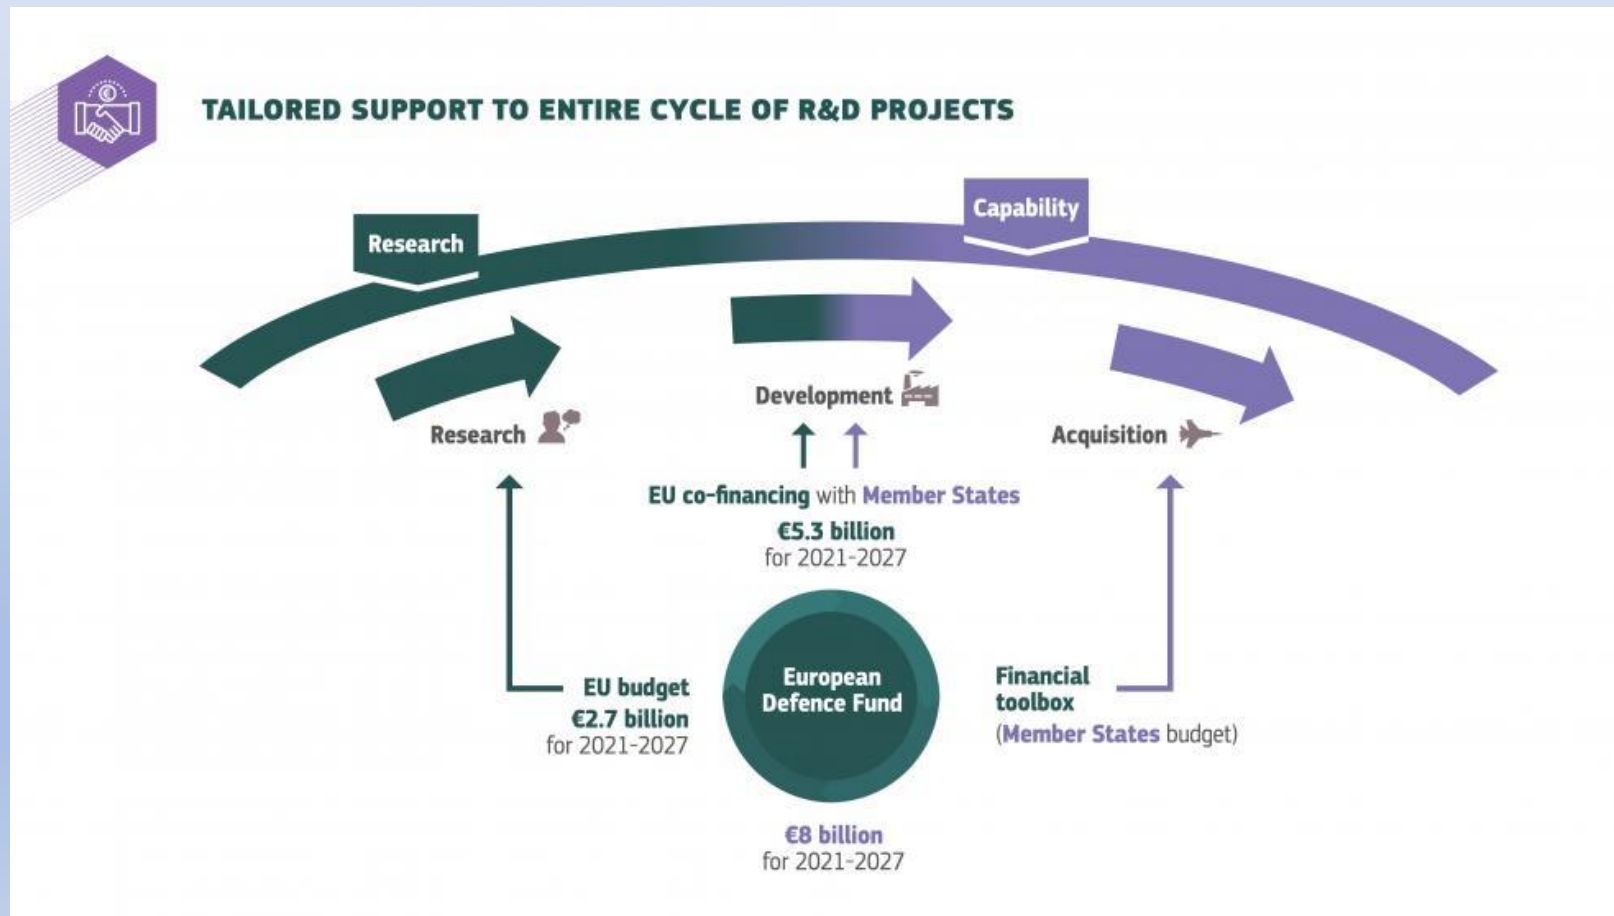 TAILORED SUPPORT TO ENTIRE CYCLE OF R&D PROJECTS
Research
Capability
Research
Development
Acquisition
EU co-financing with Member States
€5.3 billion
for 2021-2027
EU budget
€2.7 billion
for 2021-2027
European
Defence Fund
€8 billion
for 2021-2027
Financial
toolbox
(Member States budget)